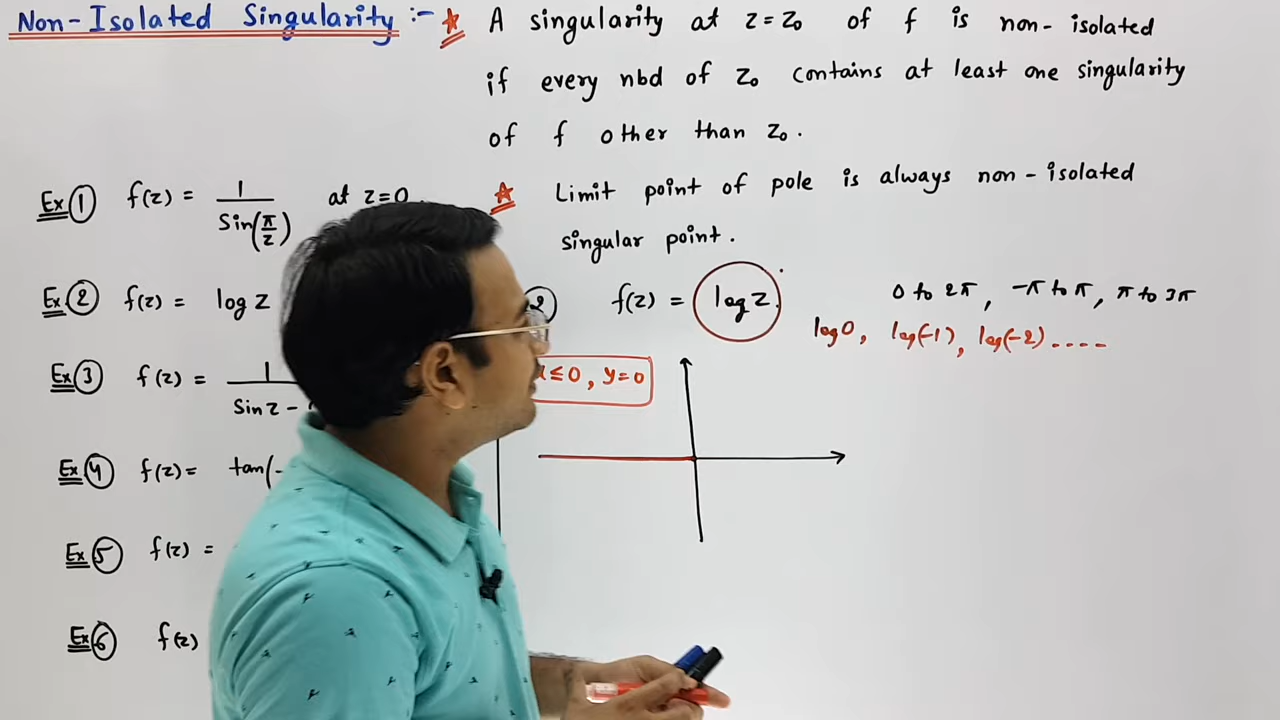 Non-Isolated Singularity :-
★ A singularity at z = z₀ of f is non-isolated
if every nbd of z₀ contains at least one singularity
of f other than z₀.
★ Limit point of pole is always non-isolated
singular point.
Ex ① f(z) = 1/Sin(π/z) at z=0
Ex ② f(z) = log z
Ex ③ f(z) = 1/Sin z -
Ex ④ f(z) = tan(
Ex ⑤ f(z) =
Ex ⑥ f(z)
2 f(z) = log z.
0 to 2π, -π to π, π to 3π
log 0, log(-1), log(-2) ....
≤ 0, y=0